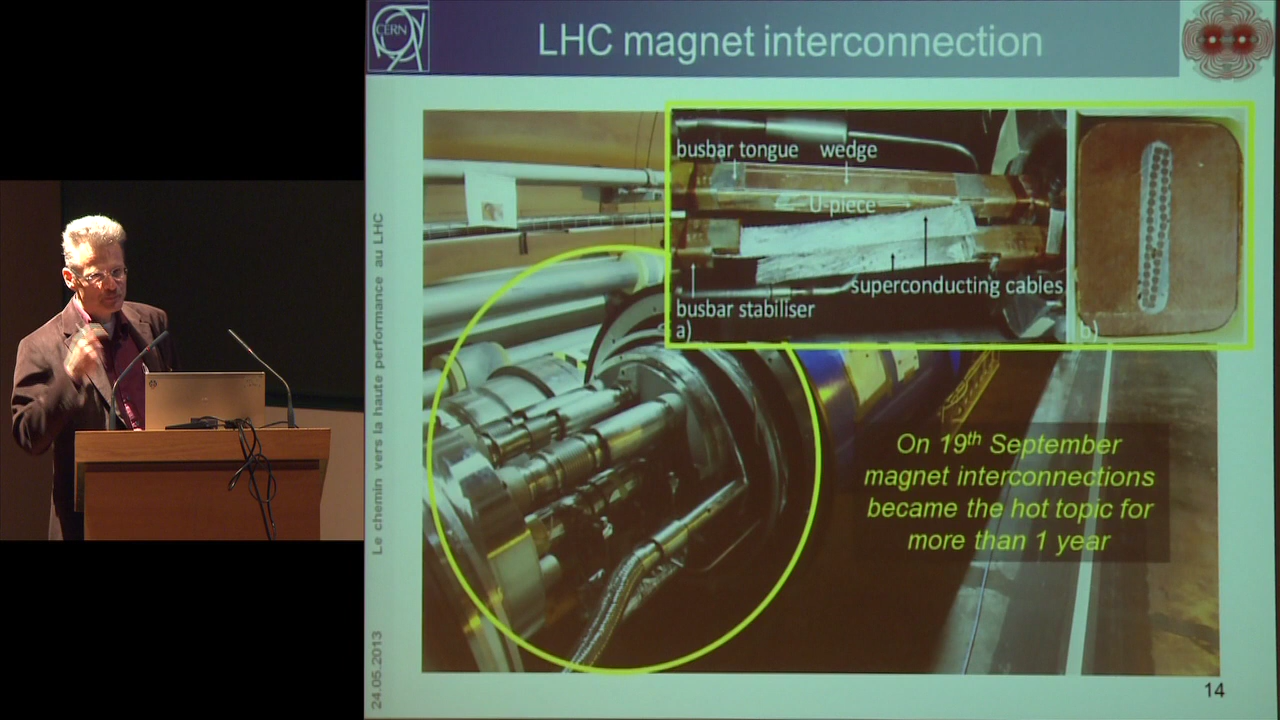 CERN
LHC magnet interconnection
busbar tongue wedge
U-piece
superconducting cables
busbar stabiliser
a)
b)
On 19th September
magnet interconnections
became the hot topic for
more than 1 year
Le chemin vers la haute performance au LHC
24.05.2013
14